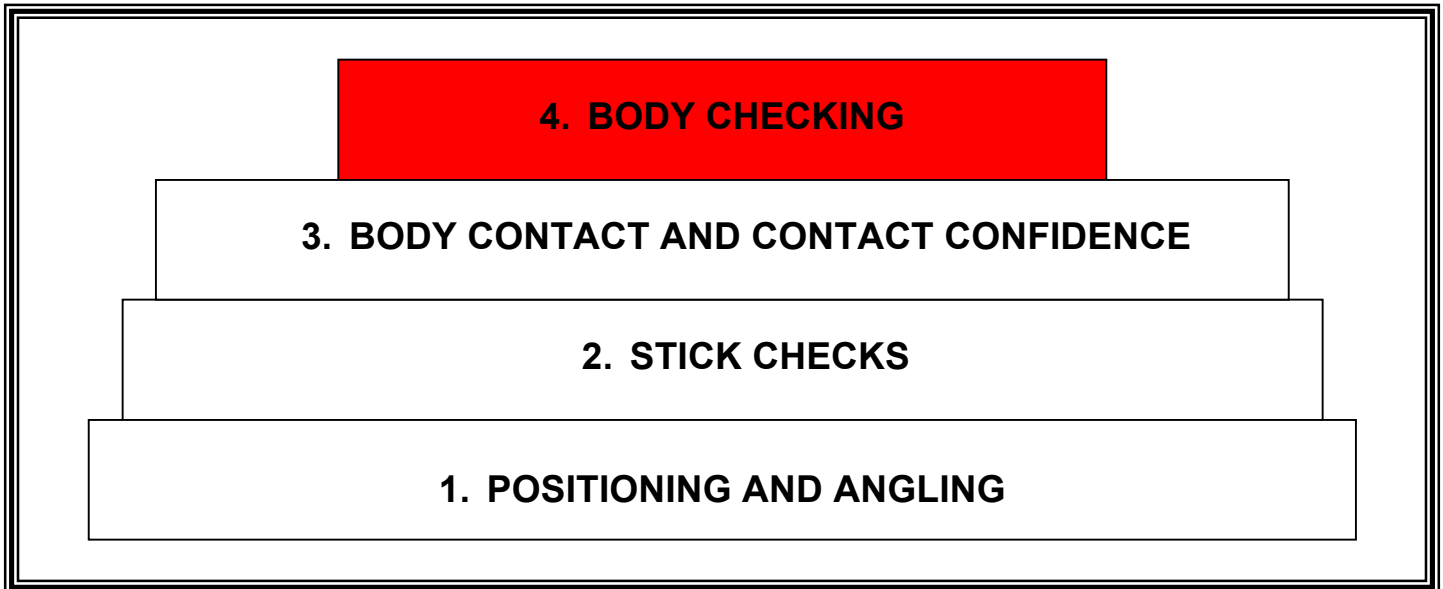 4. BODY CHECKING
3. BODY CONTACT AND CONTACT CONFIDENCE
2. STICK CHECKS
1. POSITIONING AND ANGLING